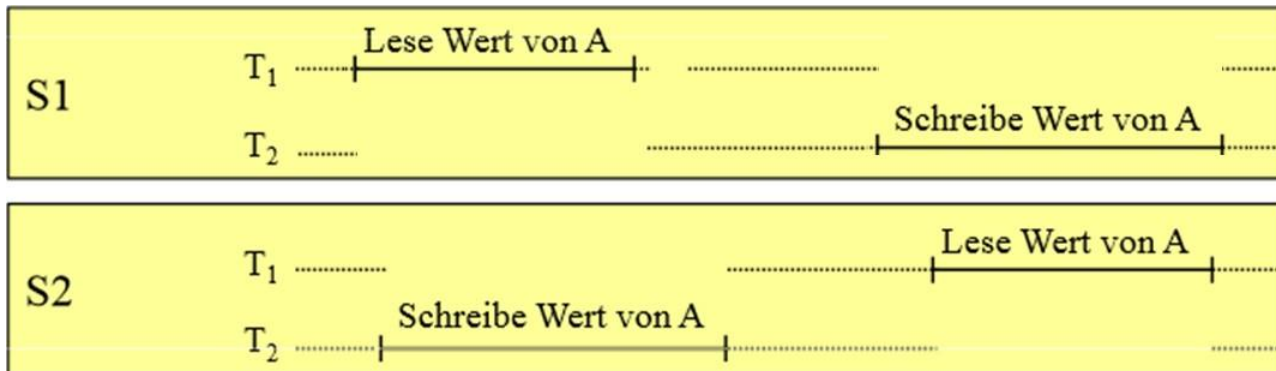 Lese Wert von A
T₁
S1
Schreibe Wert von A
T₂
Lese Wert von A
T₁
S2
Schreibe Wert von A
T₂